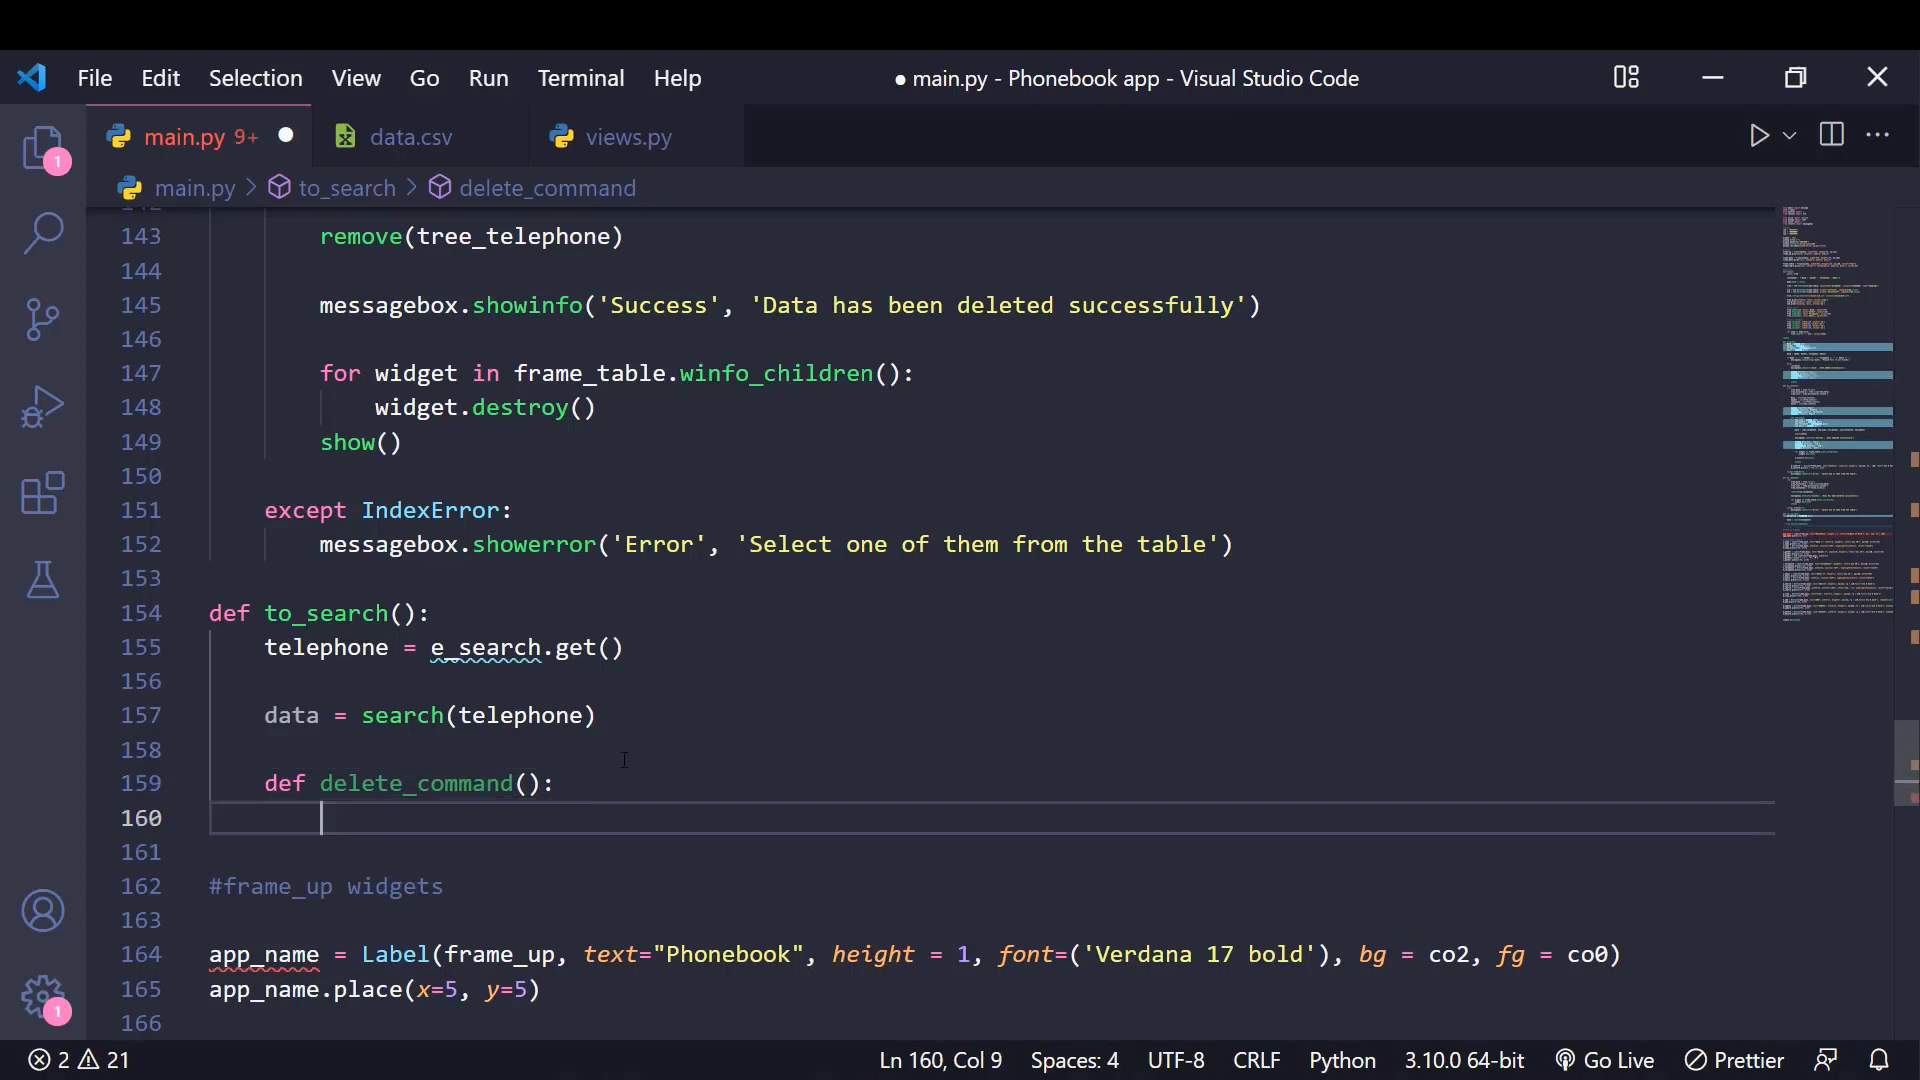 File Edit Selection View Go Run Terminal Help
● main.py - Phonebook app - Visual Studio Code
main.py 9+ ● data.csv views.py
main.py > to_search > delete_command
1
143 remove(tree_telephone)
144
145 messagebox.showinfo('Success', 'Data has been deleted successfully')
146
147 for widget in frame_table.winfo_children():
148 widget.destroy()
149 show()
150
151 except IndexError:
152 messagebox.showerror('Error', 'Select one of them from the table')
153
154 def to_search():
155 telephone = e_search.get()
156
157 data = search(telephone)
158
159 def delete_command():
160
161
162 #frame_up widgets
163
164 app_name = Label(frame_up, text="Phonebook", height = 1, font=('Verdana 17 bold'), bg = co2, fg = co0)
165 app_name.place(x=5, y=5)
166
1
2 21 Ln 160, Col 9 Spaces: 4 UTF-8 CRLF Python 3.10.0 64-bit Go Live Prettier